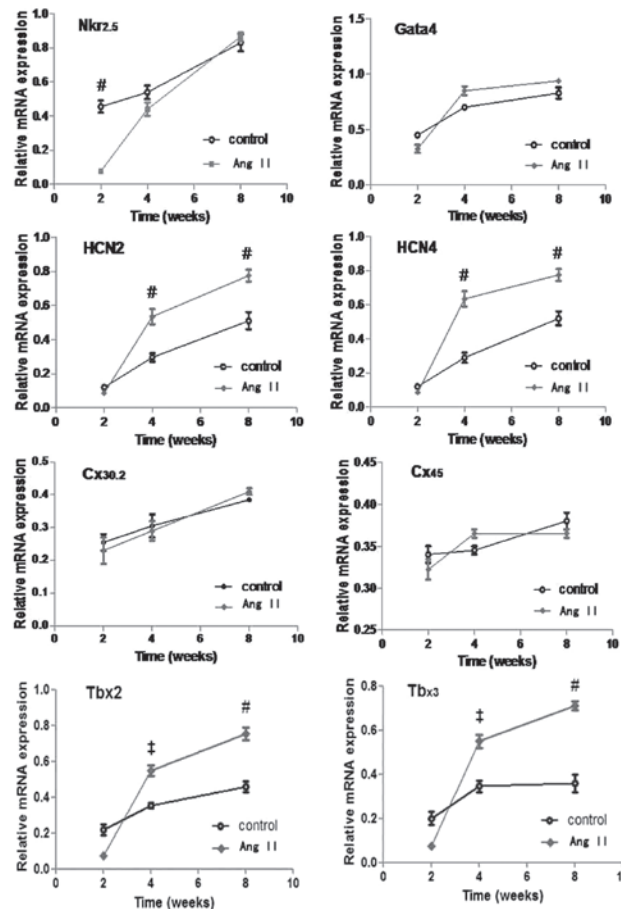 Nkr2.5
Relative mRNA expression
1.0
0.8
0.6
0.4
0.2
0.0
#
control
Ang II
0 2 4 6 8 10
Time (weeks)
Gata4
Relative mRNA expression
1.5
1.0
0.5
0.0
control
Ang II
0 2 4 6 8 10
Time (weeks)
HCN2
Relative mRNA expression
1.0
0.8
0.6
0.4
0.2
0.0
# #
control
Ang II
0 2 4 6 8 10
Time (weeks)
HCN4
Relative mRNA expression
1.0
0.8
0.6
0.4
0.2
0.0
# #
control
Ang II
0 2 4 6 8 10
Time (weeks)
Cx30.2
Relative mRNA expression
0.5
0.4
0.3
0.2
0.1
0.0
control
Ang II
0 2 4 6 8 10
Time (weeks)
Cx45
Relative mRNA expression
0.45
0.40
0.35
0.30
0.25
control
Ang II
0 2 4 6 8 10
Time (weeks)
Tbx2
Relative mRNA expression
1.0
0.8
0.6
0.4
0.2
0.0
‡ #
control
Ang II
0 2 4 6 8 10
Time (weeks)
Tbx3
Relative mRNA expression
0.8
0.6
0.4
0.2
0.0
‡ #
control
Ang II
0 2 4 6 8 10
Time (weeks)